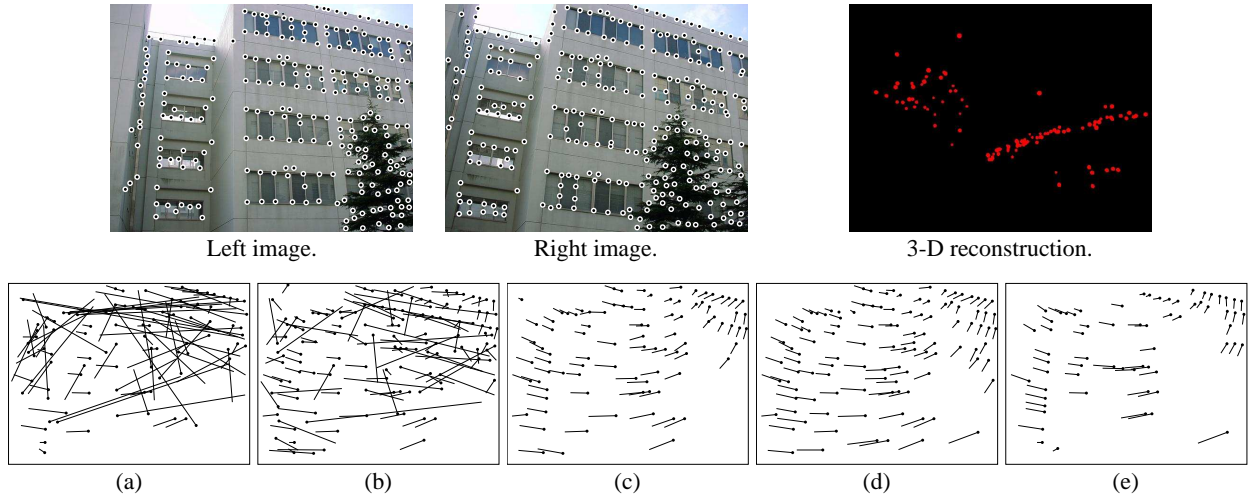 Left image.
Right image.
3-D reconstruction.
(a)
(b)
(c)
(d)
(e)